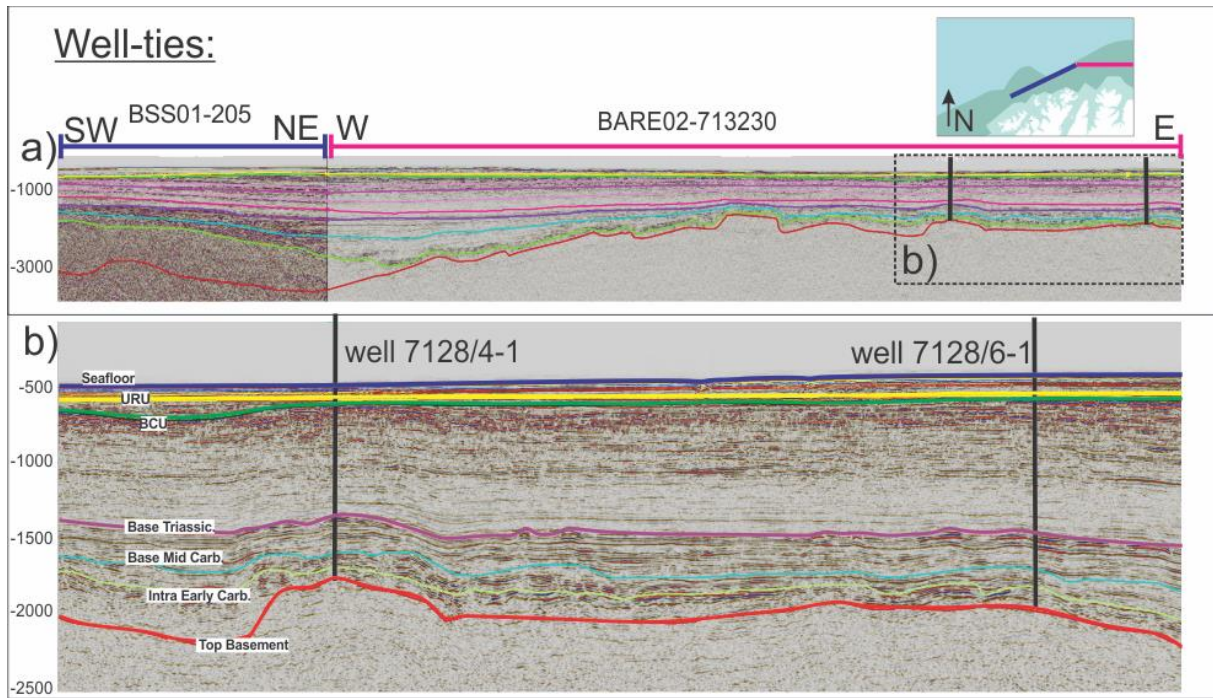 Well-ties:
N
BSS01-205
BARE02-713230
SW
NE
W
E
a)
-1000
-3000
b)
b)
well 7128/4-1
well 7128/6-1
Seafloor
-500
URU
BCU
-1000
Base Triassic.
-1500
Base Mid Carb.
Intra Early Carb.
-2000
Top Basement
-2500